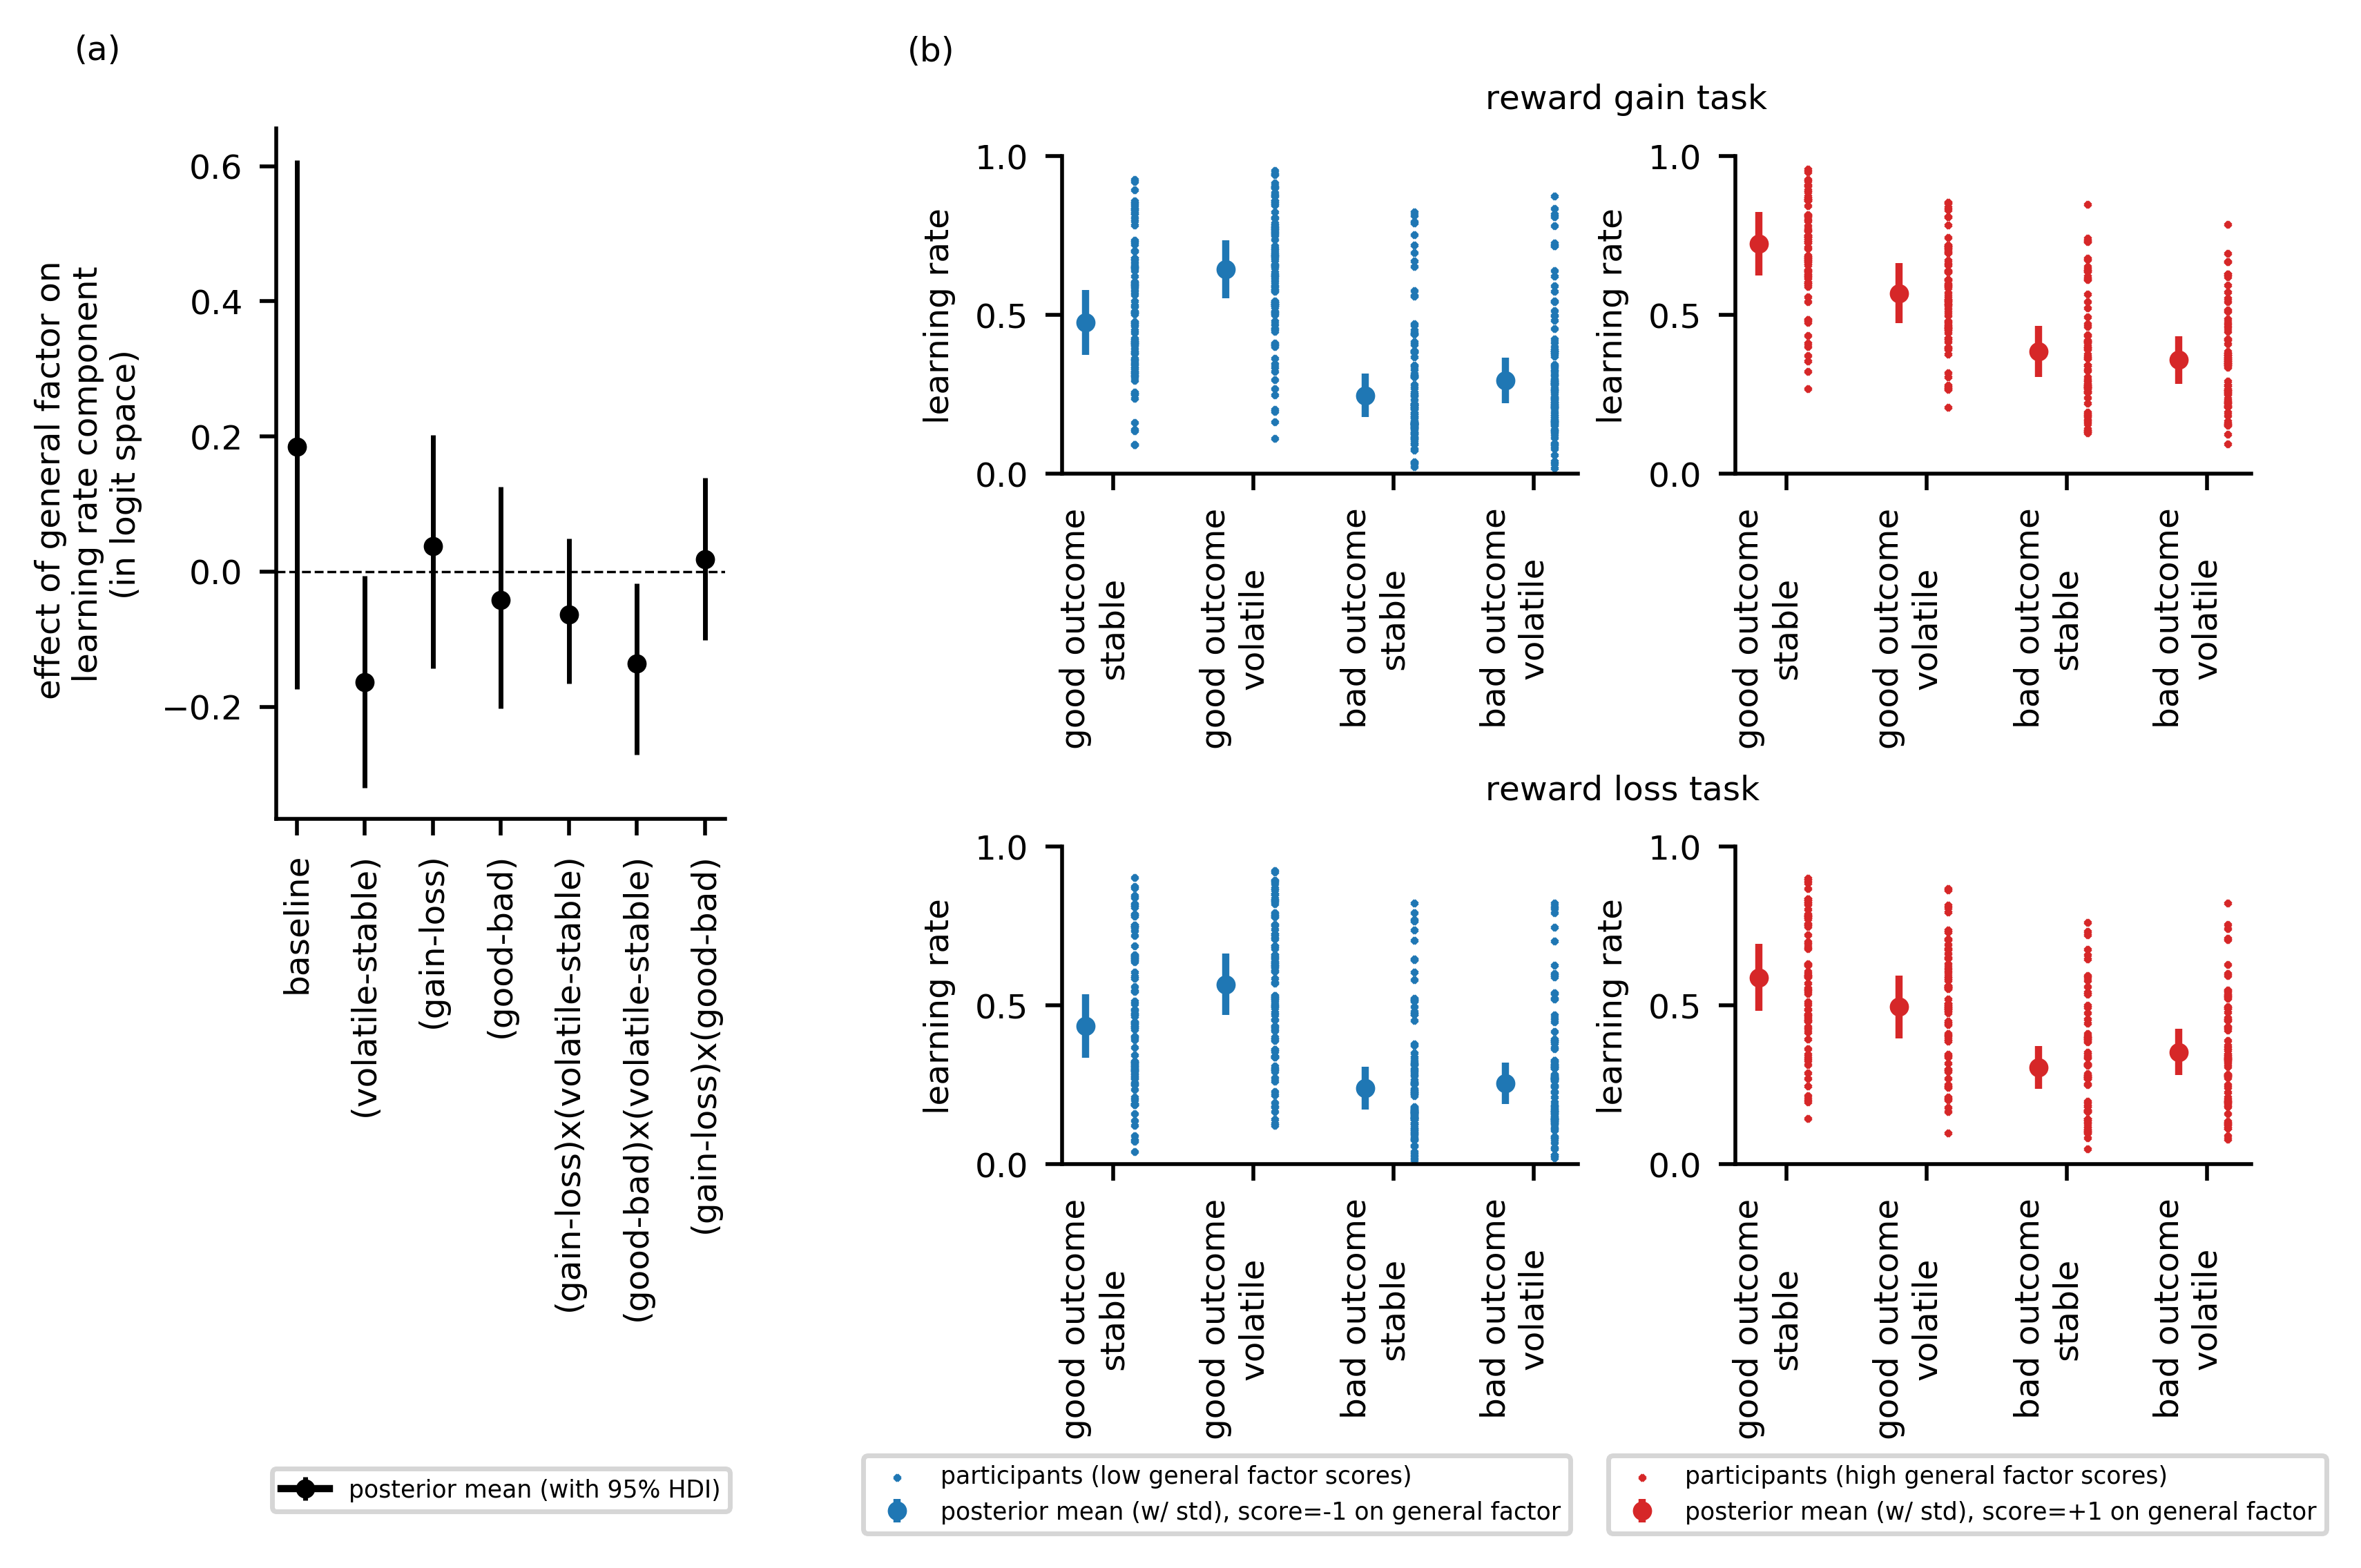 (a)
0.6
0.4
0.2
0.0
−0.2
effect of general factor on
learning rate component
(in logit space)
baseline
(volatile-stable)
(gain-loss)
(good-bad)
(gain-loss)x(volatile-stable)
(good-bad)x(volatile-stable)
(gain-loss)x(good-bad)
posterior mean (with 95% HDI)
(b)
reward gain task
1.0
0.5
0.0
learning rate
good outcome
stable
good outcome
volatile
bad outcome
stable
bad outcome
volatile
1.0
0.5
0.0
learning rate
good outcome
stable
good outcome
volatile
bad outcome
stable
bad outcome
volatile
reward loss task
1.0
0.5
0.0
learning rate
good outcome
stable
good outcome
volatile
bad outcome
stable
bad outcome
volatile
1.0
0.5
0.0
learning rate
good outcome
stable
good outcome
volatile
bad outcome
stable
bad outcome
volatile
participants (low general factor scores)
posterior mean (w/ std), score=-1 on general factor
participants (high general factor scores)
posterior mean (w/ std), score=+1 on general factor